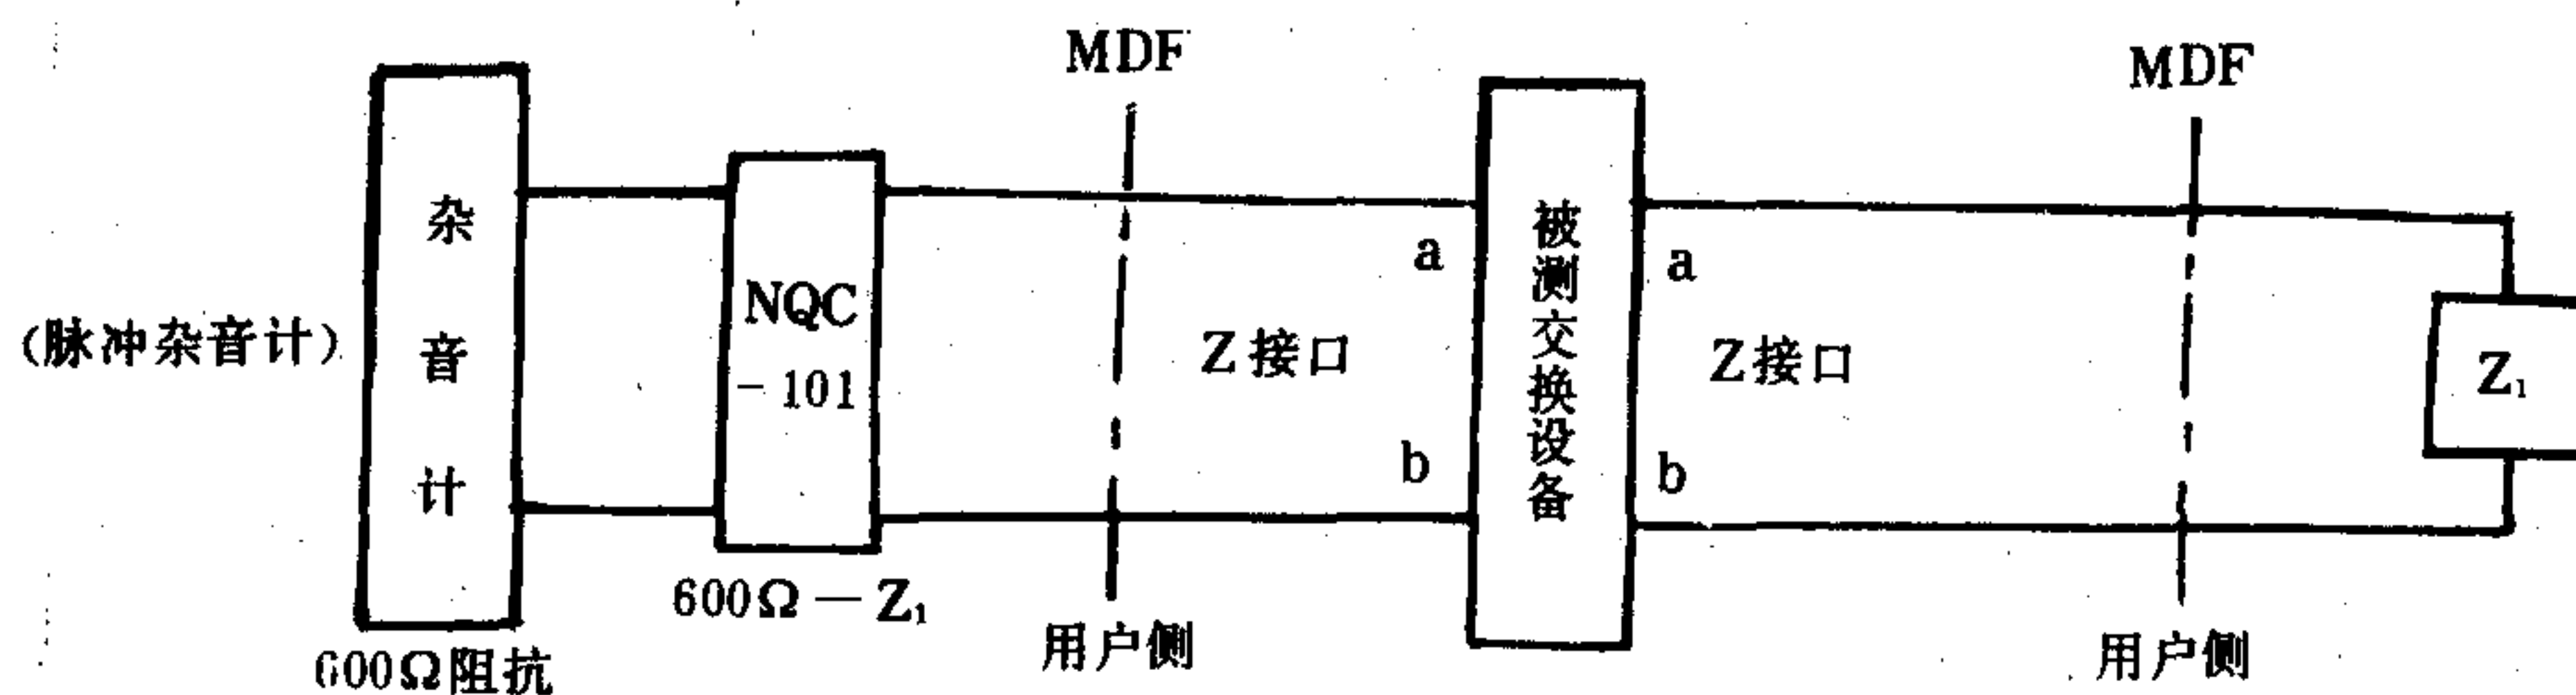 MDF
MDF
(脉冲杂音计)
杂音计
NQC
-101
Z接口
a
b
被测交换设备
a
b
Z接口
Z₁
600Ω阻抗
600Ω-Z₁
用户侧
用户侧